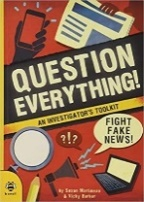 QUESTION
EVERYTHING!
AN INVESTIGATOR'S TOOLKIT
?!?
FIGHT
FAKE
NEWS!
by Susan Martineau
& Vicky Barker